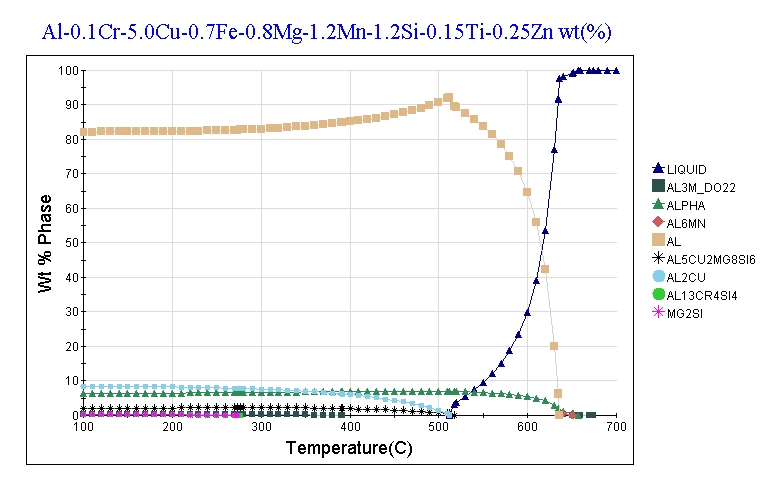 Al-0.1Cr-5.0Cu-0.7Fe-0.8Mg-1.2Mn-1.2Si-0.15Ti-0.25Zn wt(%)
100
90
80
70
60
50
40
30
20
10
0
Wt % Phase
100 200 300 400 500 600 700
Temperature(C)
LIQUID
AL3M_DO22
ALPHA
AL6MN
AL
AL5CU2MG8SI6
AL2CU
AL13CR4SI4
MG2SI